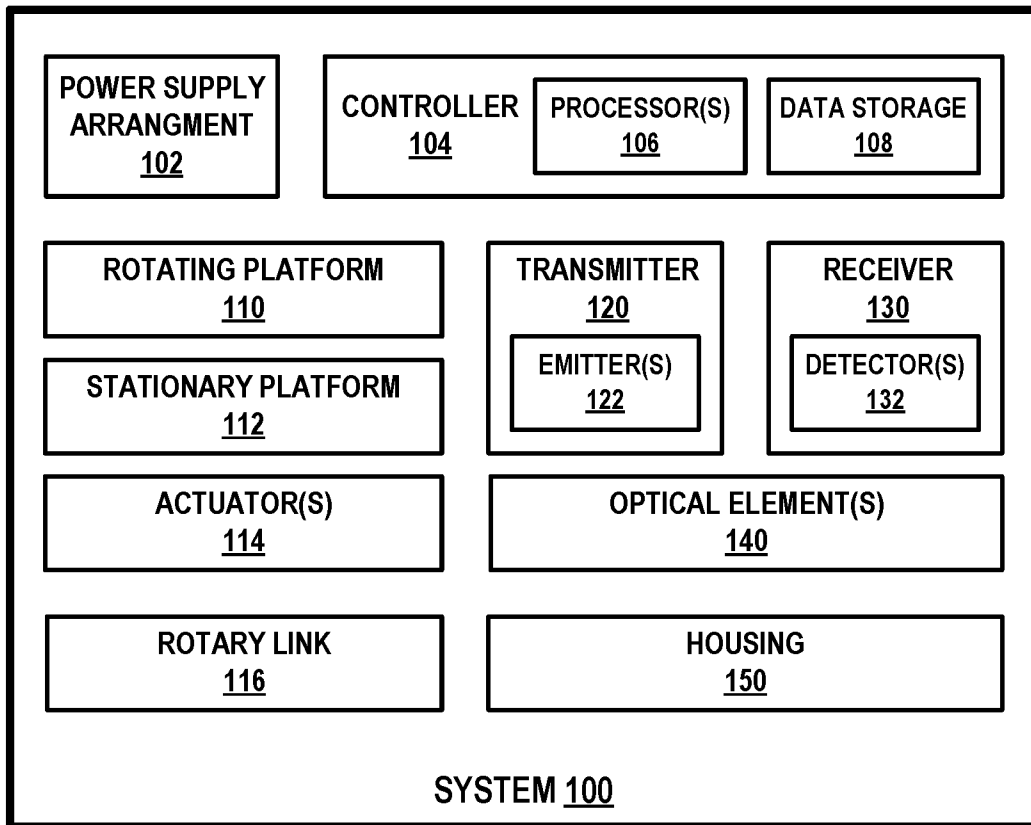 POWER SUPPLY
ARRANGMENT
102
CONTROLLER
104
PROCESSOR(S)
106
DATA STORAGE
108
ROTATING PLATFORM
110
STATIONARY PLATFORM
112
ACTUATOR(S)
114
ROTARY LINK
116
TRANSMITTER
120
EMITTER(S)
122
RECEIVER
130
DETECTOR(S)
132
OPTICAL ELEMENT(S)
140
HOUSING
150
SYSTEM 100